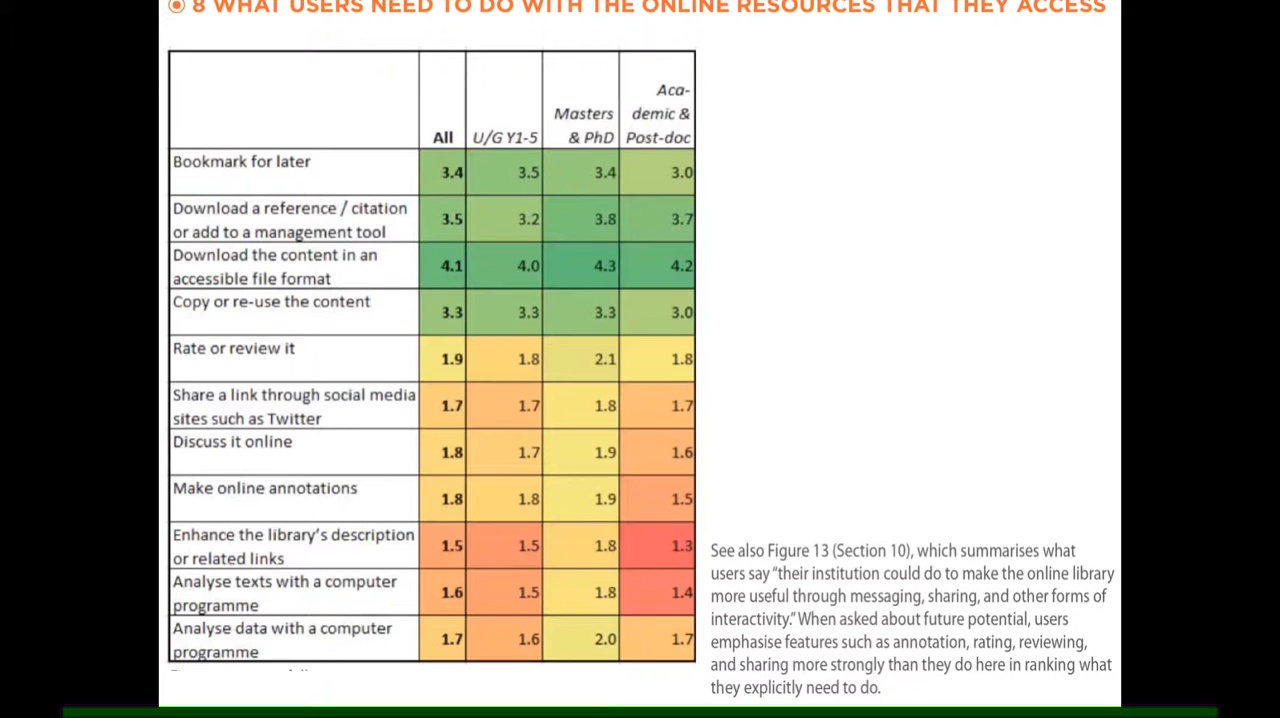 8 WHAT USERS NEED TO DO WITH THE ONLINE RESOURCES THAT THEY ACCESS
All U/G Y1-5 Masters & PhD Aca-demic & Post-doc
Bookmark for later 3.4 3.5 3.4 3.0
Download a reference / citation
or add to a management tool 3.5 3.2 3.8 3.7
Download the content in an
accessible file format 4.1 4.0 4.3 4.2
Copy or re-use the content 3.3 3.3 3.3 3.0
Rate or review it 1.9 1.8 2.1 1.8
Share a link through social media
sites such as Twitter 1.7 1.7 1.8 1.7
Discuss it online 1.8 1.7 1.9 1.6
Make online annotations 1.8 1.8 1.9 1.5
Enhance the library's description
or related links 1.5 1.5 1.8 1.3
Analyse texts with a computer
programme 1.6 1.5 1.8 1.4
Analyse data with a computer
programme 1.7 1.6 2.0 1.7
See also Figure 13 (Section 10), which summarises what
users say “their institution could do to make the online library
more useful through messaging, sharing, and other forms of
interactivity.” When asked about future potential, users
emphasise features such as annotation, rating, reviewing,
and sharing more strongly than they do here in ranking what
they explicitly need to do.